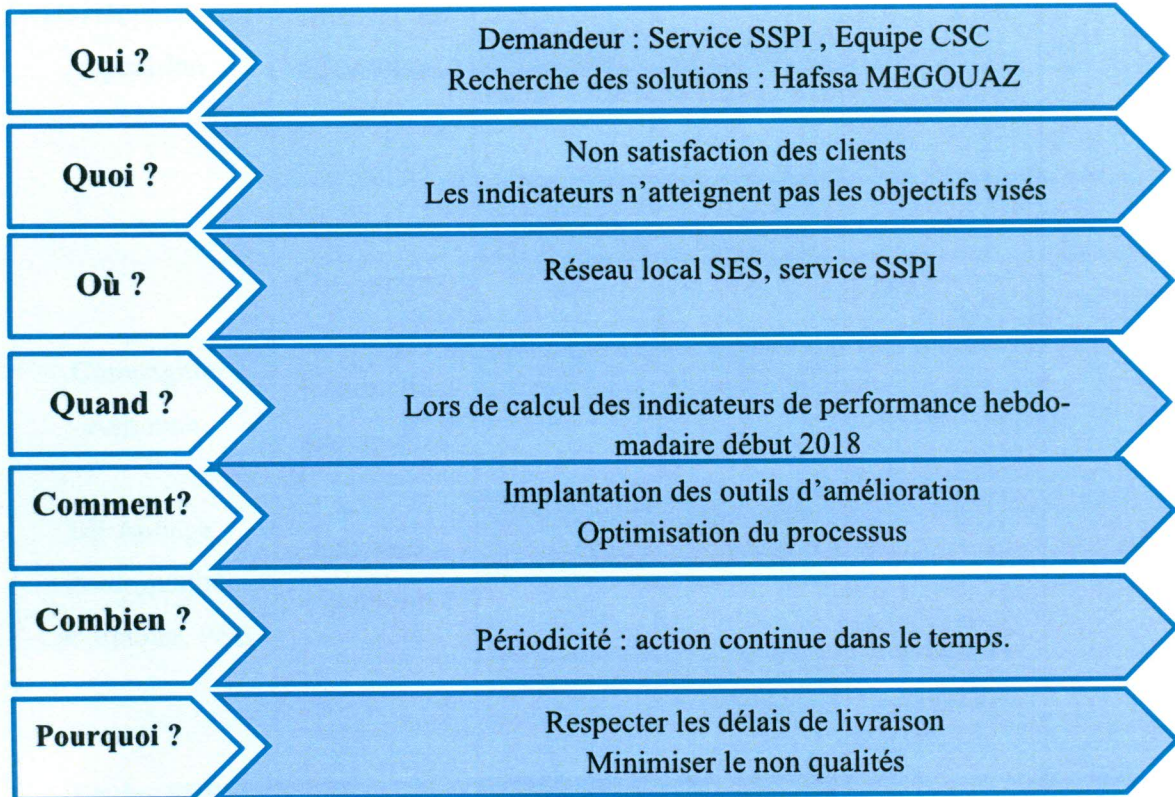 Qui ?
Demandeur : Service SSPI , Equipe CSC
Recherche des solutions : Hafssa MEGOUAZ
Quoi ?
Non satisfaction des clients
Les indicateurs n'atteignent pas les objectifs visés
Où ?
Réseau local SES, service SSPI
Quand ?
Lors de calcul des indicateurs de performance hebdo-
madaire début 2018
Comment?
Implantation des outils d'amélioration
Optimisation du processus
Combien ?
Périodicité : action continue dans le temps.
Pourquoi ?
Respecter les délais de livraison
Minimiser le non qualités